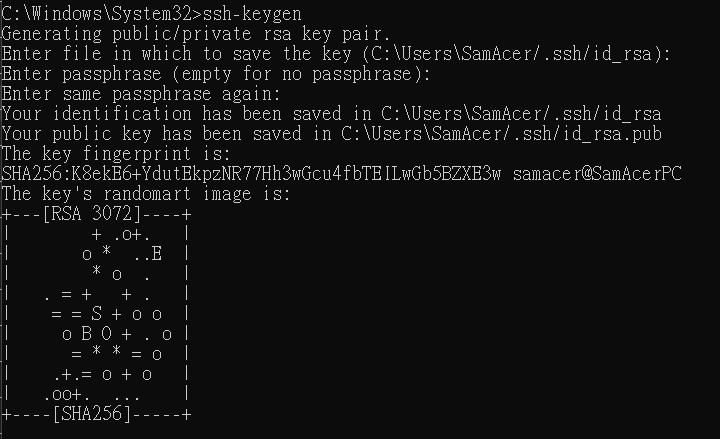 C:\Windows\System32>ssh-keygen
Generating public/private rsa key pair.
Enter file in which to save the key (C:\Users\SamAcer/.ssh/id_rsa):
Enter passphrase (empty for no passphrase):
Enter same passphrase again:
Your identification has been saved in C:\Users\SamAcer/.ssh/id_rsa
Your public key has been saved in C:\Users\SamAcer/.ssh/id_rsa.pub
The key fingerprint is:
SHA256:K8ekE6+YdutEkpzNR77Hh3wGcu4fbTEILwGb5BZXE3w samacer@SamAcerPC
The key's randomart image is:
+---[RSA 3072]----+
|        + .o+.   |
|       o *  ..E  |
|        * o  .   |
|   . = +   + .   |
|    = = S + o o  |
|     o B O + . o |
|      = * * = o  |
|    .+.= o + o   |
|   .oo+.  ...    |
+----[SHA256]-----+